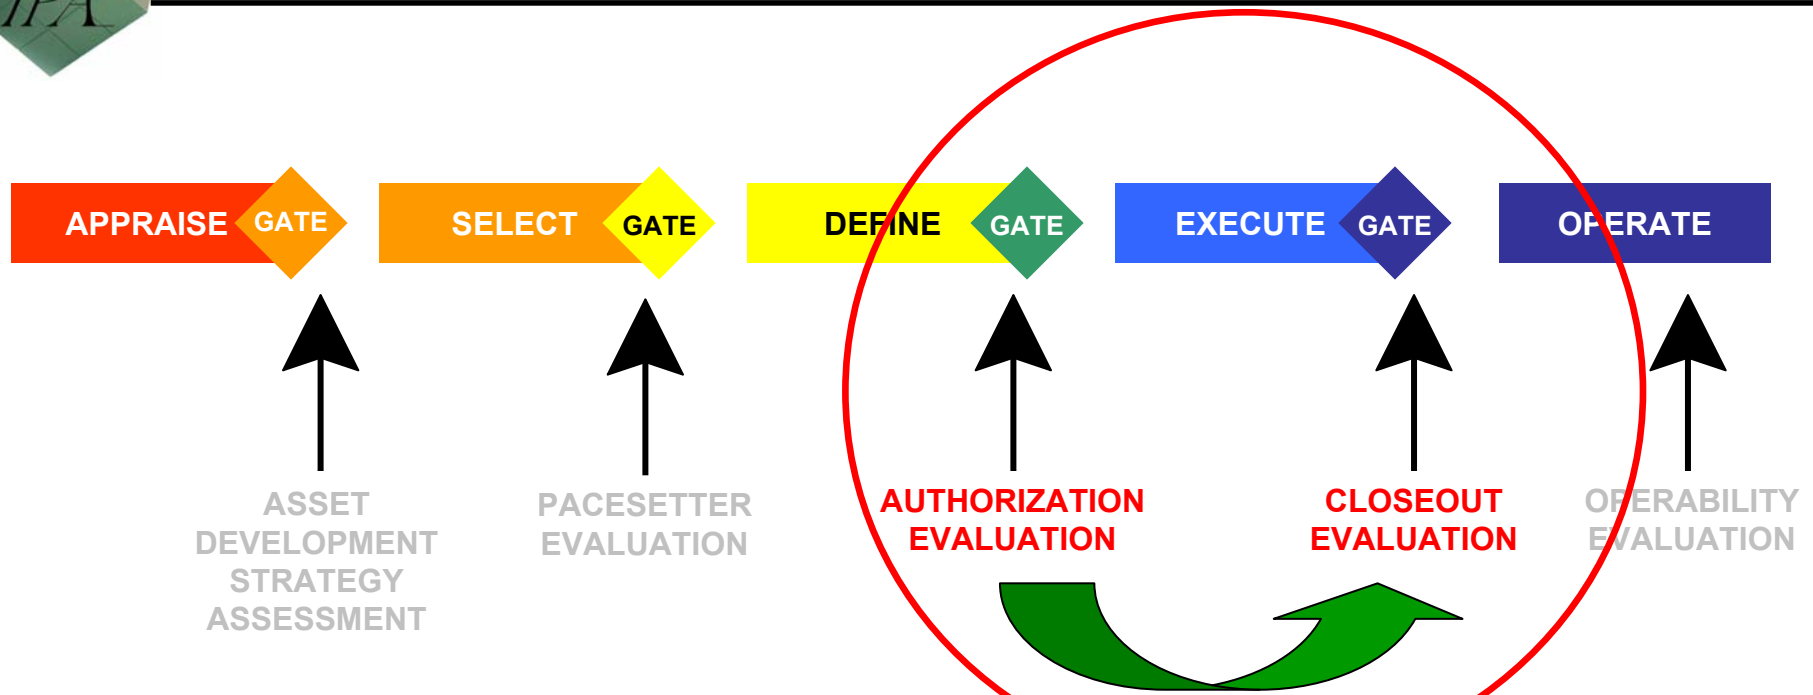 IPA
APPRAISE GATE SELECT GATE DEFINE GATE EXECUTE GATE OPERATE
ASSET
DEVELOPMENT
STRATEGY
ASSESSMENT
PACESETTER
EVALUATION
AUTHORIZATION
EVALUATION
CLOSEOUT
EVALUATION
OPERABILITY
EVALUATION